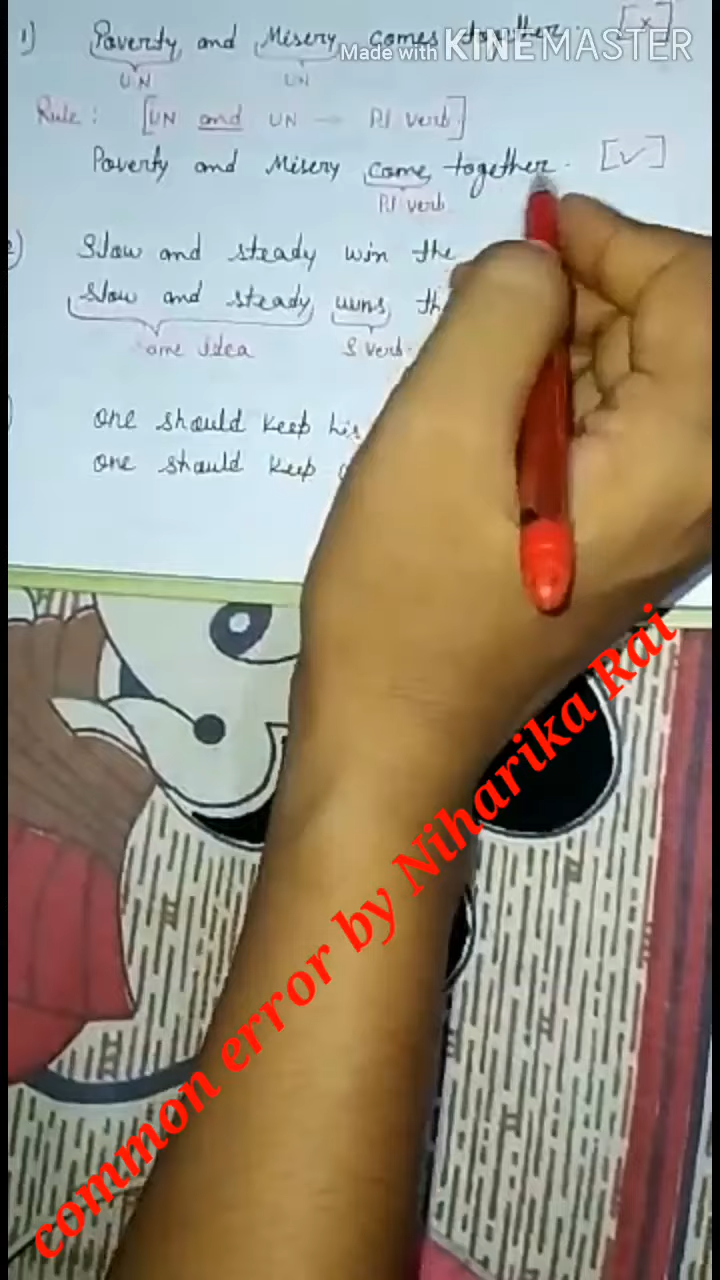 1) Poverty and Misery comes together. [×]
UN UN
Made with KINEMASTER
Rule: [UN and UN — Pl verb]
Poverty and Misery come together. [✓]
Pl verb
2) Slow and steady win the
Slow and steady wins th
same idea S verb.
) one should keep his
one should keep
common error by Niharika Rai